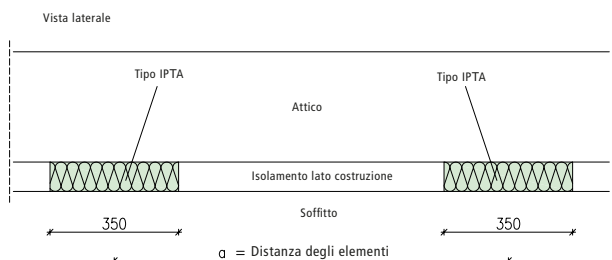 Vista laterale
Tipo IPTA
Tipo IPTA
Attico
Isolamento lato costruzione
Soffitto
350
350
a = Distanza degli elementi